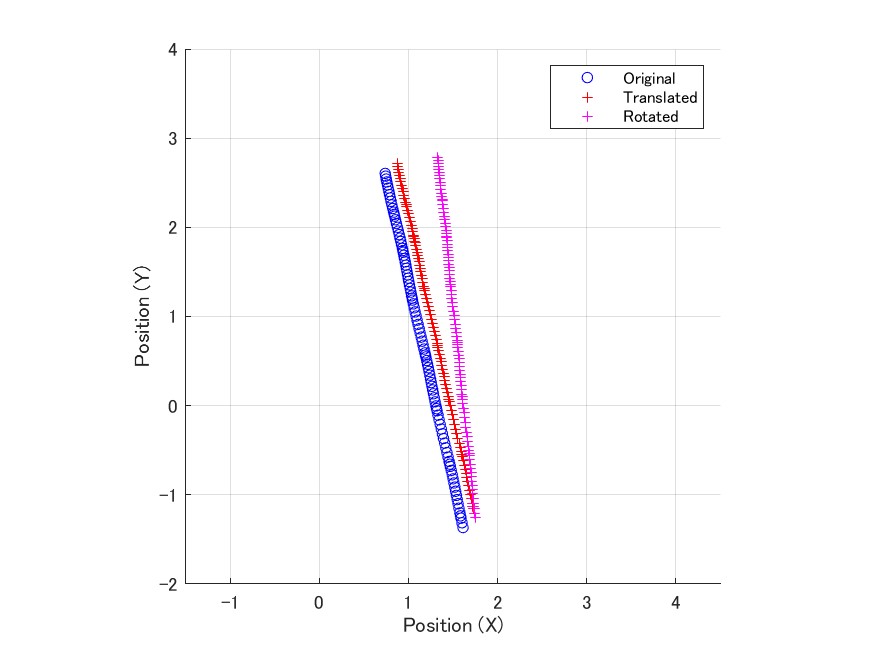 4
3
2
1
0
−1
−2
−1
0
1
2
3
4
Position (X)
Position (Y)
Original
Translated
Rotated